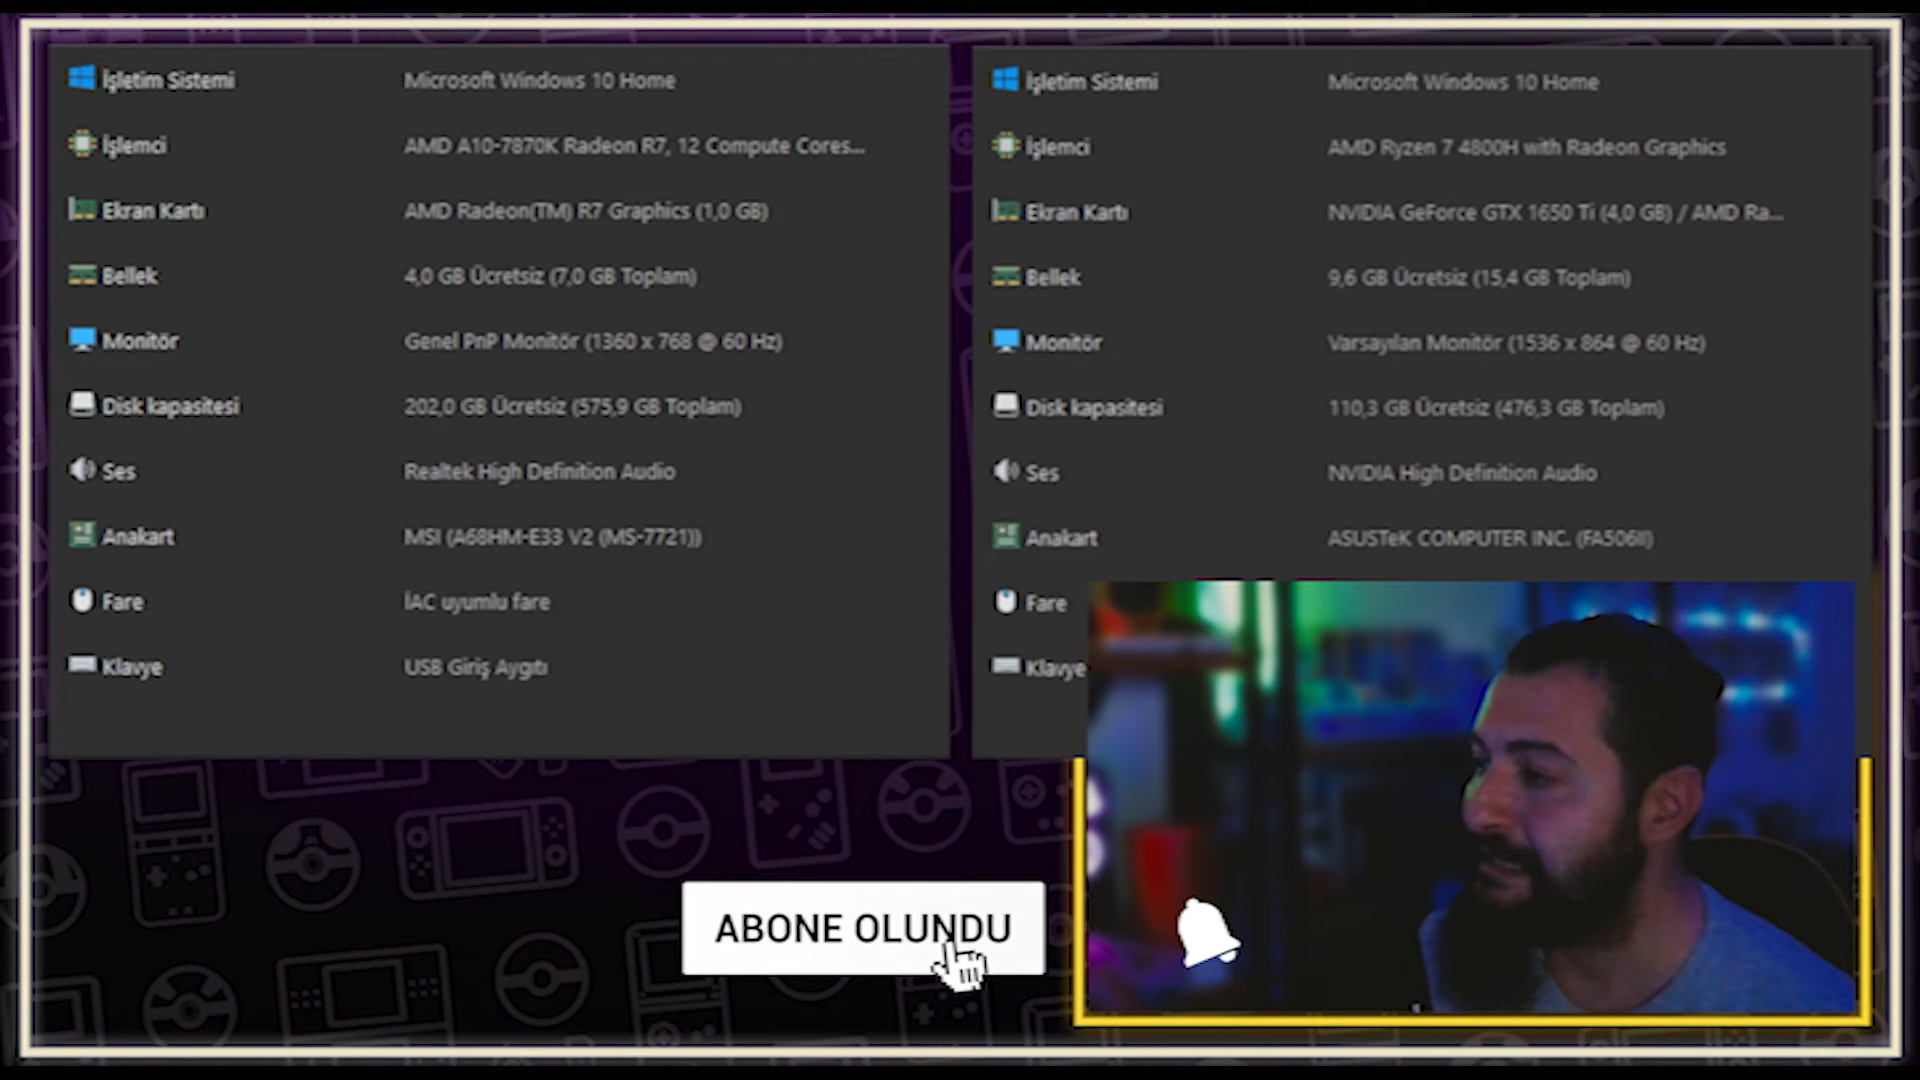 İşletim Sistemi Microsoft Windows 10 Home
İşlemci AMD A10-7870K Radeon R7, 12 Compute Cores...
Ekran Kartı AMD Radeon(TM) R7 Graphics (1,0 GB)
Bellek 4,0 GB Ücretsiz (7,0 GB Toplam)
Monitör Genel PnP Monitör (1360 x 768 @ 60 Hz)
Disk kapasitesi 202,0 GB Ücretsiz (575,9 GB Toplam)
Ses Realtek High Definition Audio
Anakart MSI (A68HM-E33 V2 (MS-7721))
Fare İAC uyumlu fare
Klavye USB Giriş Aygıtı
İşletim Sistemi Microsoft Windows 10 Home
İşlemci AMD Ryzen 7 4800H with Radeon Graphics
Ekran Kartı NVIDIA GeForce GTX 1650 Ti (4,0 GB) / AMD Ra...
Bellek 9,6 GB Ücretsiz (15,4 GB Toplam)
Monitör Varsayılan Monitör (1536 x 864 @ 60 Hz)
Disk kapasitesi 110,3 GB Ücretsiz (476,3 GB Toplam)
Ses NVIDIA High Definition Audio
Anakart ASUSTeK COMPUTER INC. (FA506II)
Fare
Klavye
ABONE OLUNDU